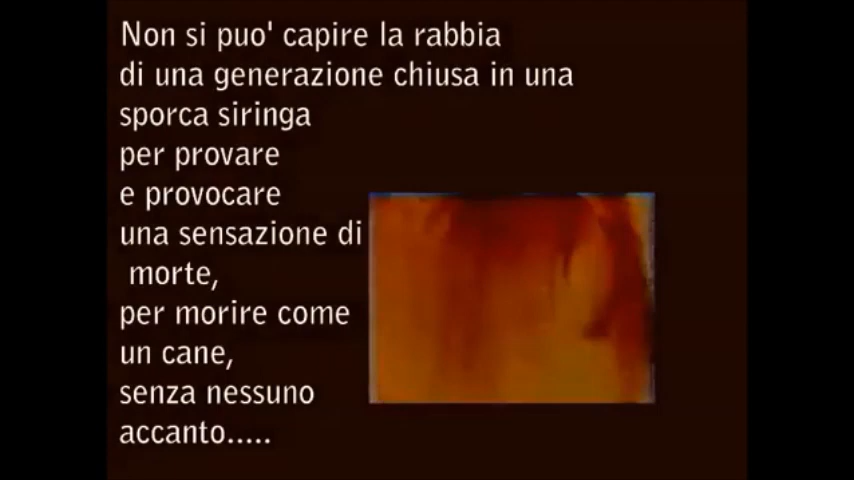 Non si puo' capire la rabbia
di una generazione chiusa in una
sporca siringa
per provare
e provocare
una sensazione di
morte,
per morire come
un cane,
senza nessuno
accanto.....